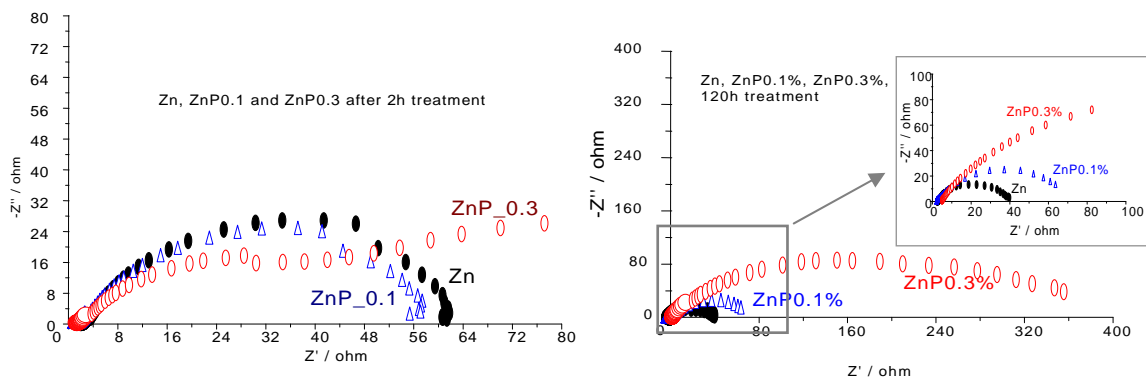 80
72
64
56
48
40
32
24
16
8
0
-Z" / ohm
Zn, ZnP0.1 and ZnP0.3 after 2h treatment
ZnP_0.3
Zn
ZnP_0.1
8
16
24
32
40
48
56
64
72
80
Z' / ohm
400
320
240
160
80
0
-Z'' / ohm
Zn, ZnP0.1%, ZnP0.3%,
120h treatment
ZnP0.1%
ZnP0.3%
80
160
240
320
400
Z' / ohm
100
80
60
40
20
0
-Z'' / ohm
ZnP0.3%
ZnP0.1%
Zn
0
20
40
60
80
100
Z' / ohm